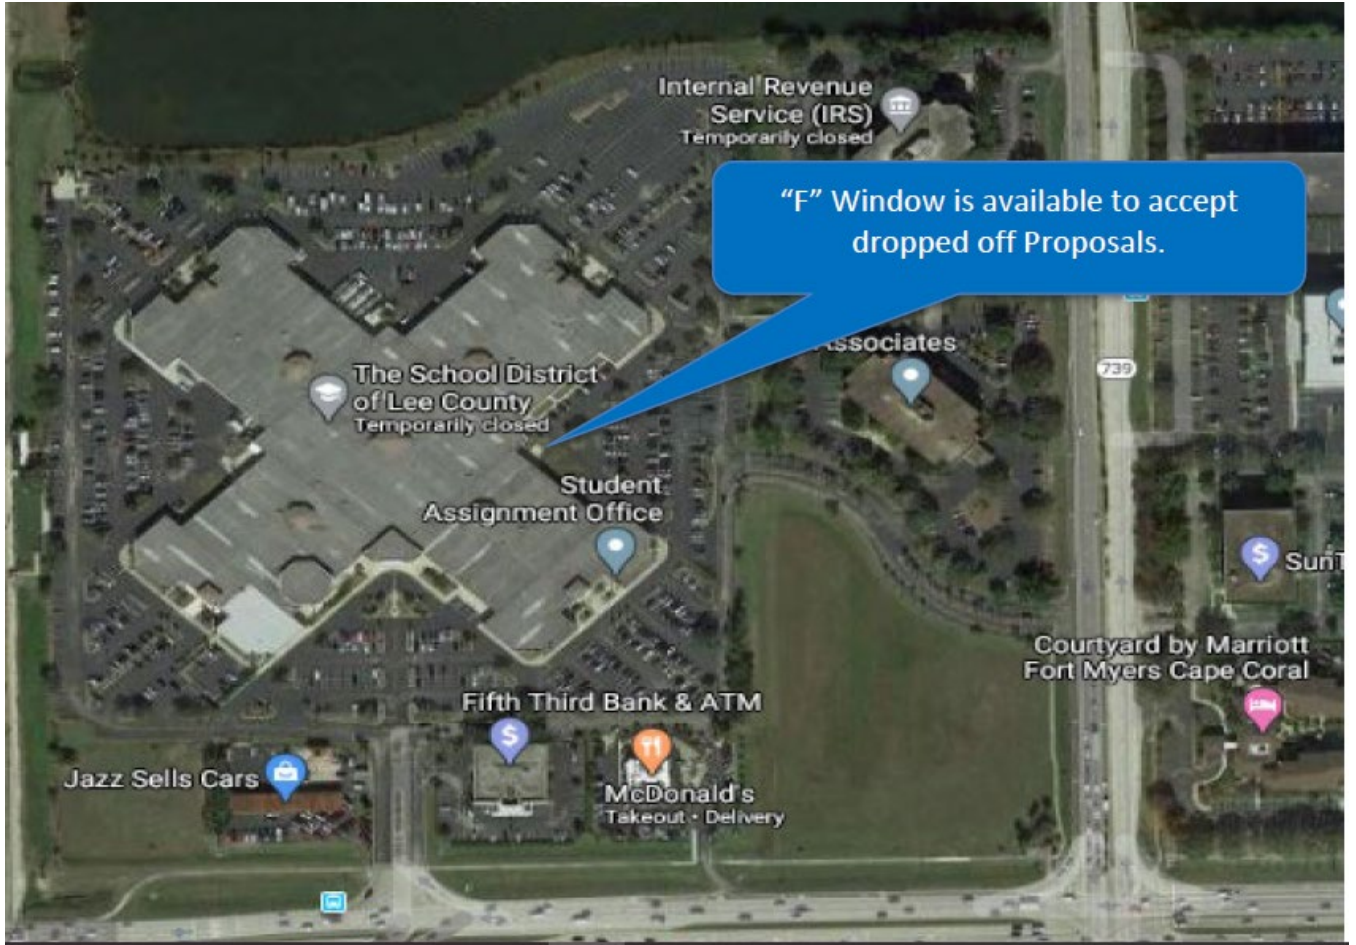 Internal Revenue
Service (IRS)
Temporarily closed
“F” Window is available to accept
dropped off Proposals.
Associates
739
The School District
of Lee County
Temporarily closed
Student
Assignment Office
$
SunT
Courtyard by Marriott
Fort Myers Cape Coral
Fifth Third Bank & ATM
$
Jazz Sells Cars
McDonald's
Takeout • Delivery